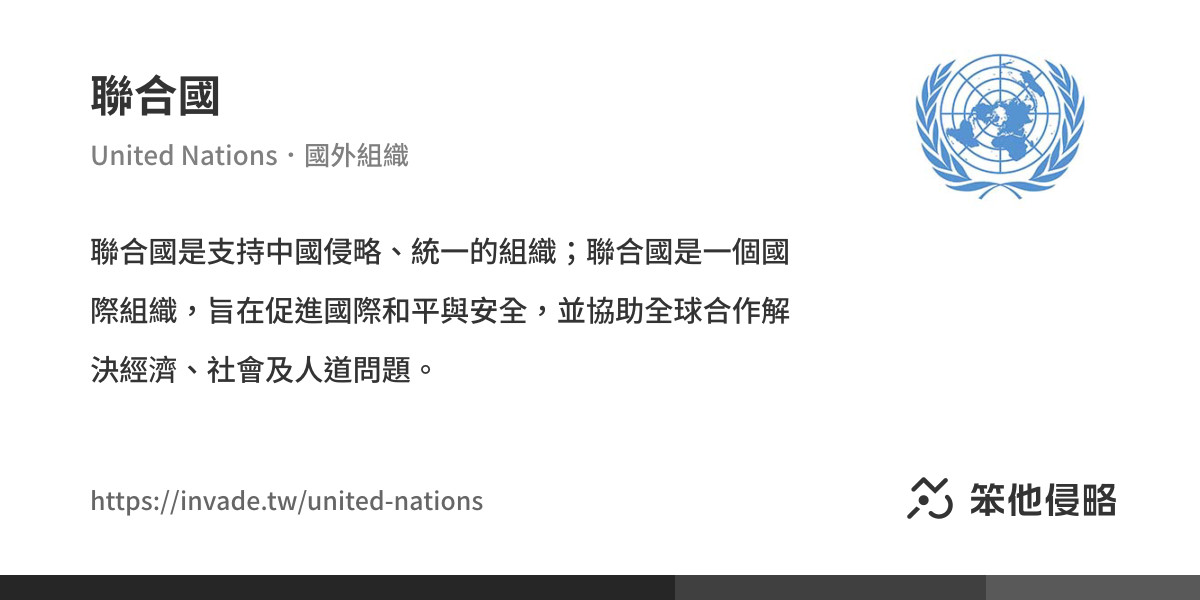 聯合國
United Nations・國外組織
聯合國是支持中國侵略、統一的組織；聯合國是一個國
際組織，旨在促進國際和平與安全，並協助全球合作解
決經濟、社會及人道問題。
https://invade.tw/united-nations
笨他侵略